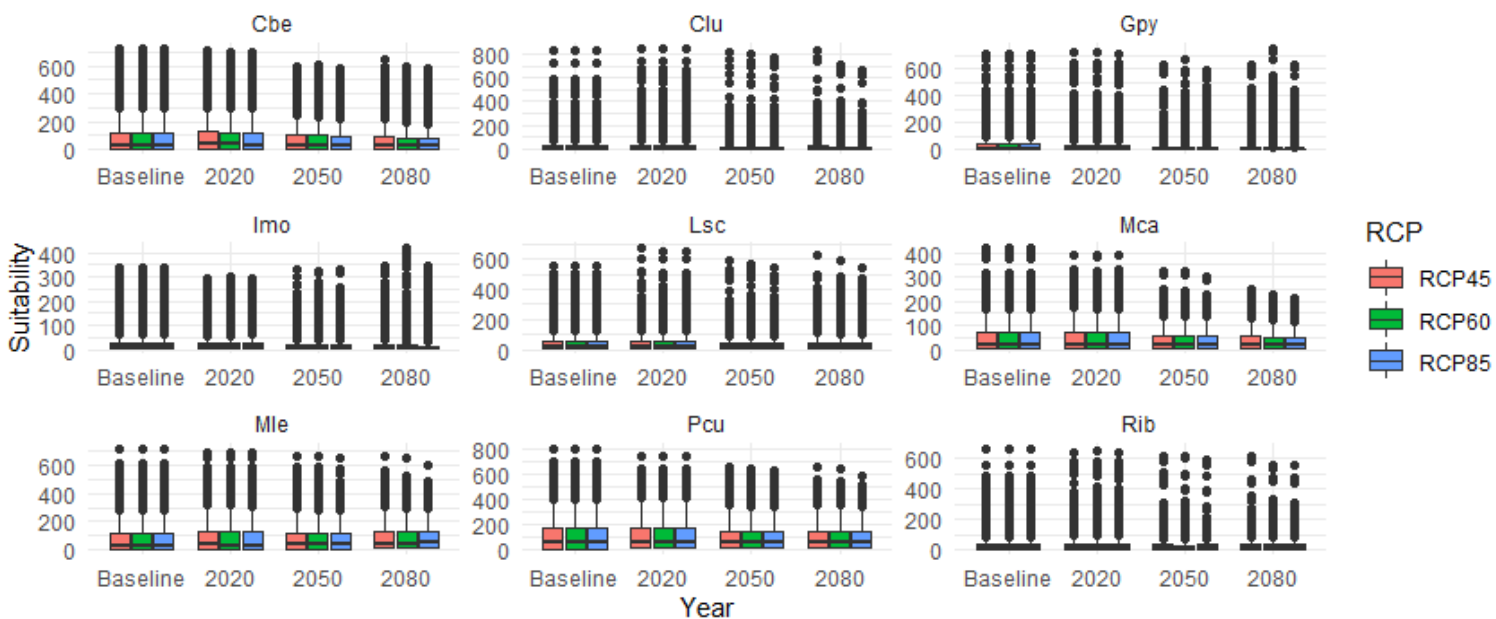 Cbe Clu Gpy
600 800 600
400 600 400
200 400 200
0 200 0
0
Baseline 2020 2050 2080 Baseline 2020 2050 2080 Baseline 2020 2050 2080
Imo Lsc Mca
400 600 400
300 400 300
200 200 200
100 0 100
0 0
Baseline 2020 2050 2080 Baseline 2020 2050 2080 Baseline 2020 2050 2080
Mle Pcu Rib
600 800 600
400 600 400
200 400 200
0 200 0
0
Baseline 2020 2050 2080 Baseline 2020 2050 2080 Baseline 2020 2050 2080
Suitability
Year
RCP
RCP45
RCP60
RCP85